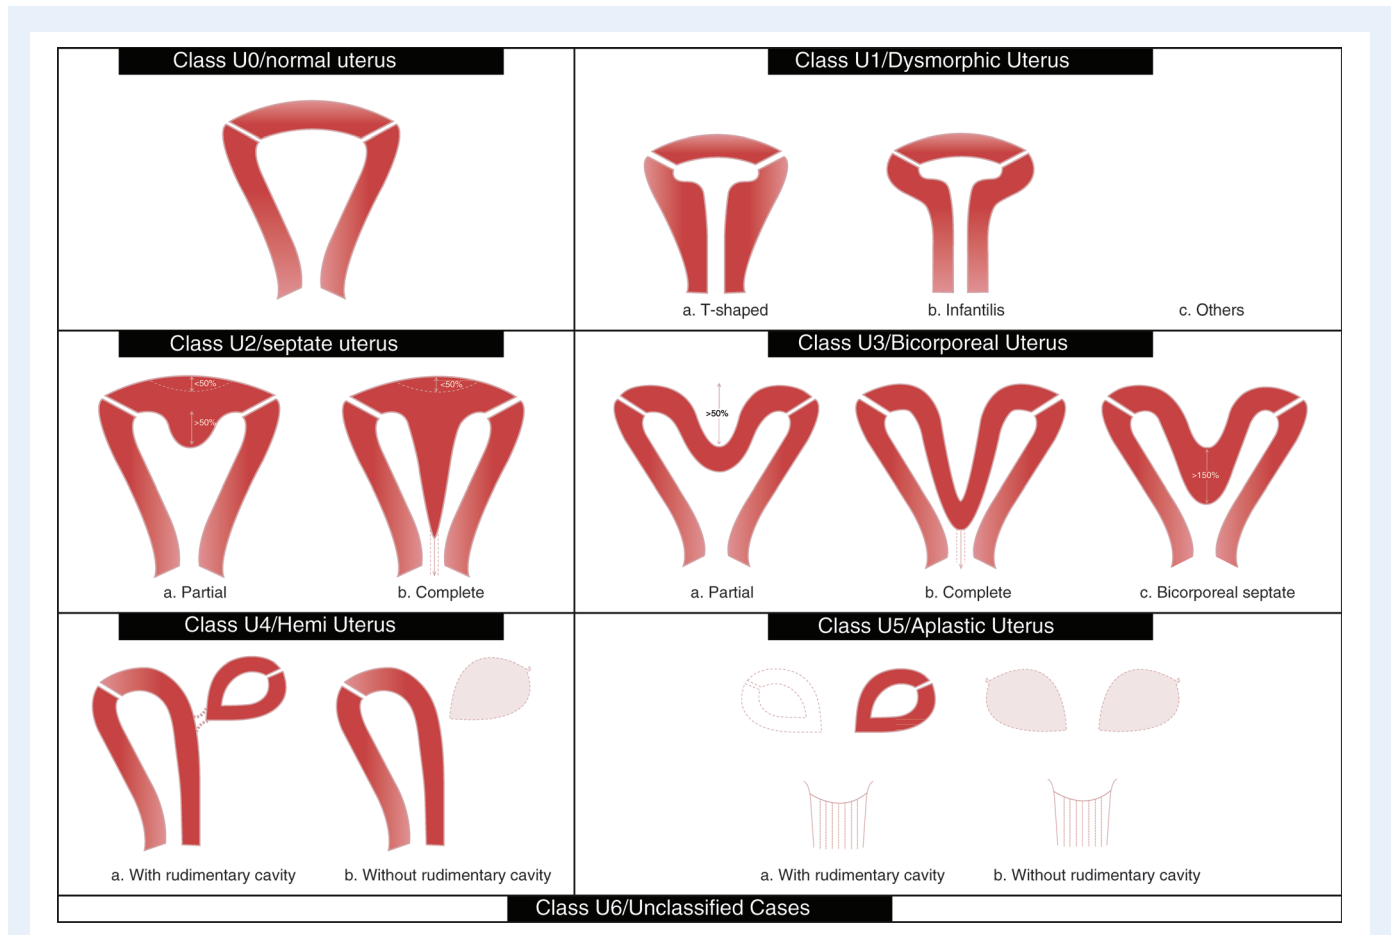 Class U0/normal uterus
Class U1/Dysmorphic Uterus
a. T-shaped
b. Infantilis
c. Others
Class U2/septate uterus
<50%
>50%
a. Partial
<50%
b. Complete
Class U3/Bicorporeal Uterus
>50%
a. Partial
b. Complete
>150%
c. Bicorporeal septate
Class U4/Hemi Uterus
a. With rudimentary cavity
b. Without rudimentary cavity
Class U5/Aplastic Uterus
a. With rudimentary cavity
b. Without rudimentary cavity
Class U6/Unclassified Cases